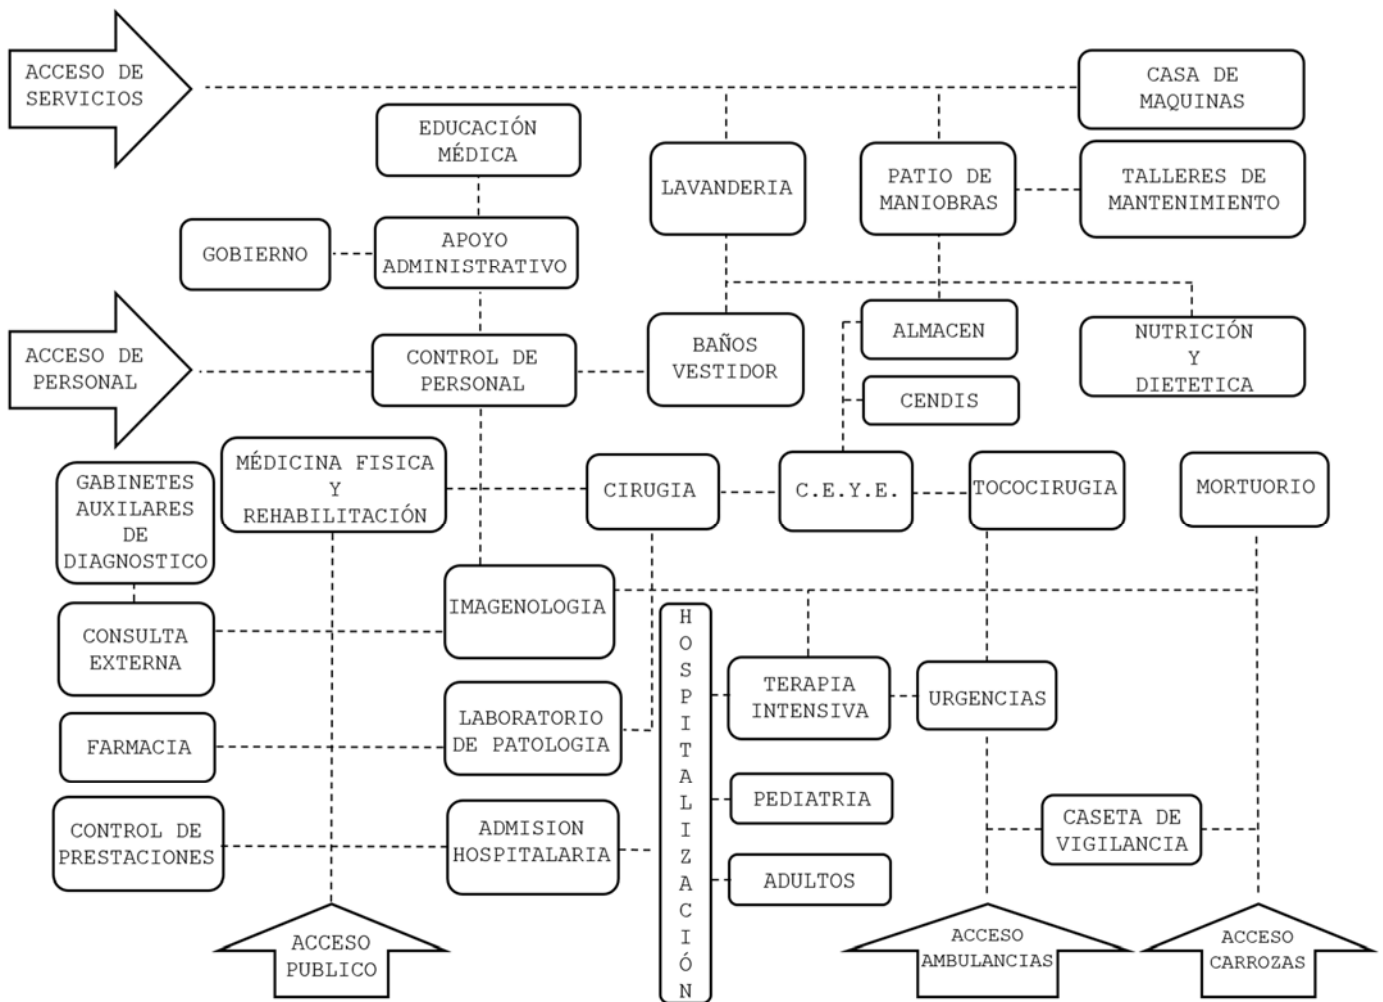 ACCESO DE
SERVICIOS
CASA DE
MAQUINAS
EDUCACIÓN
MÉDICA
LAVANDERIA
PATIO DE
MANIOBRAS
TALLERES DE
MANTENIMIENTO
GOBIERNO
APOYO
ADMINISTRATIVO
ACCESO DE
PERSONAL
CONTROL DE
PERSONAL
BAÑOS
VESTIDOR
ALMACEN
NUTRICIÓN
Y
DIETETICA
CENDIS
GABINETES
AUXILARES
DE
DIAGNOSTICO
MÉDICINA FISICA
Y
REHABILITACIÓN
CIRUGIA
C.E.Y.E.
TOCOCIRUGIA
MORTUORIO
IMAGENOLOGIA
CONSULTA
EXTERNA
HOSPITALIZACIÓN
TERAPIA
INTENSIVA
URGENCIAS
LABORATORIO
DE PATOLOGIA
FARMACIA
PEDIATRIA
CONTROL DE
PRESTACIONES
ADMISION
HOSPITALARIA
CASETA DE
VIGILANCIA
ADULTOS
ACCESO
PUBLICO
ACCESO
AMBULANCIAS
ACCESO
CARROZAS